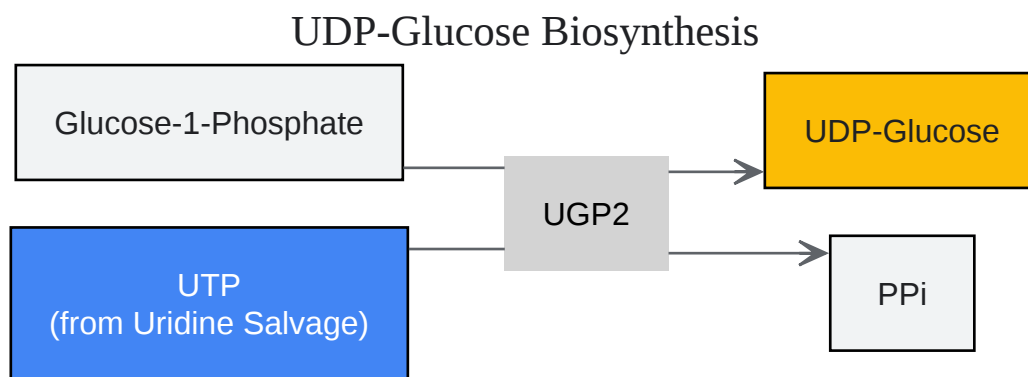 UDP-Glucose Biosynthesis
Glucose-1-Phosphate
UDP-Glucose
UGP2
UTP
(from Uridine Salvage)
PPi